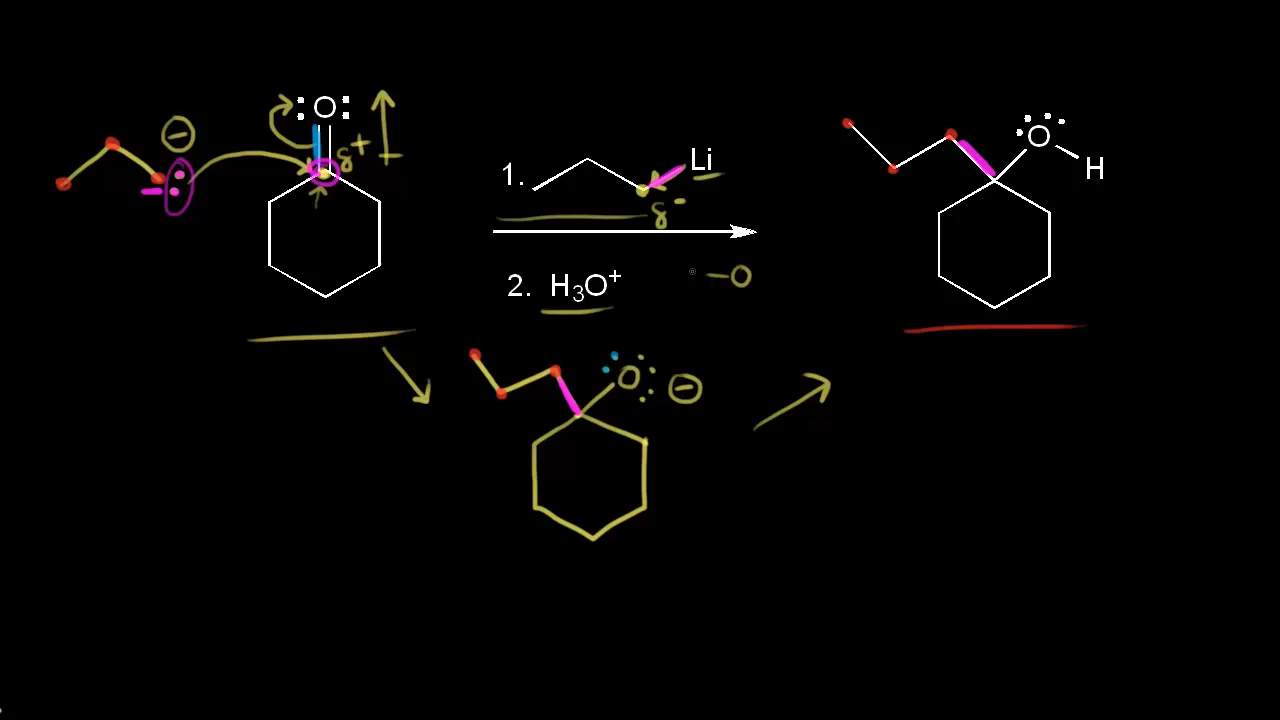 ⊖ :O: δ+
1. Li
δ-
2. H₃O⁺ -O
:O: H
:O: ⊖